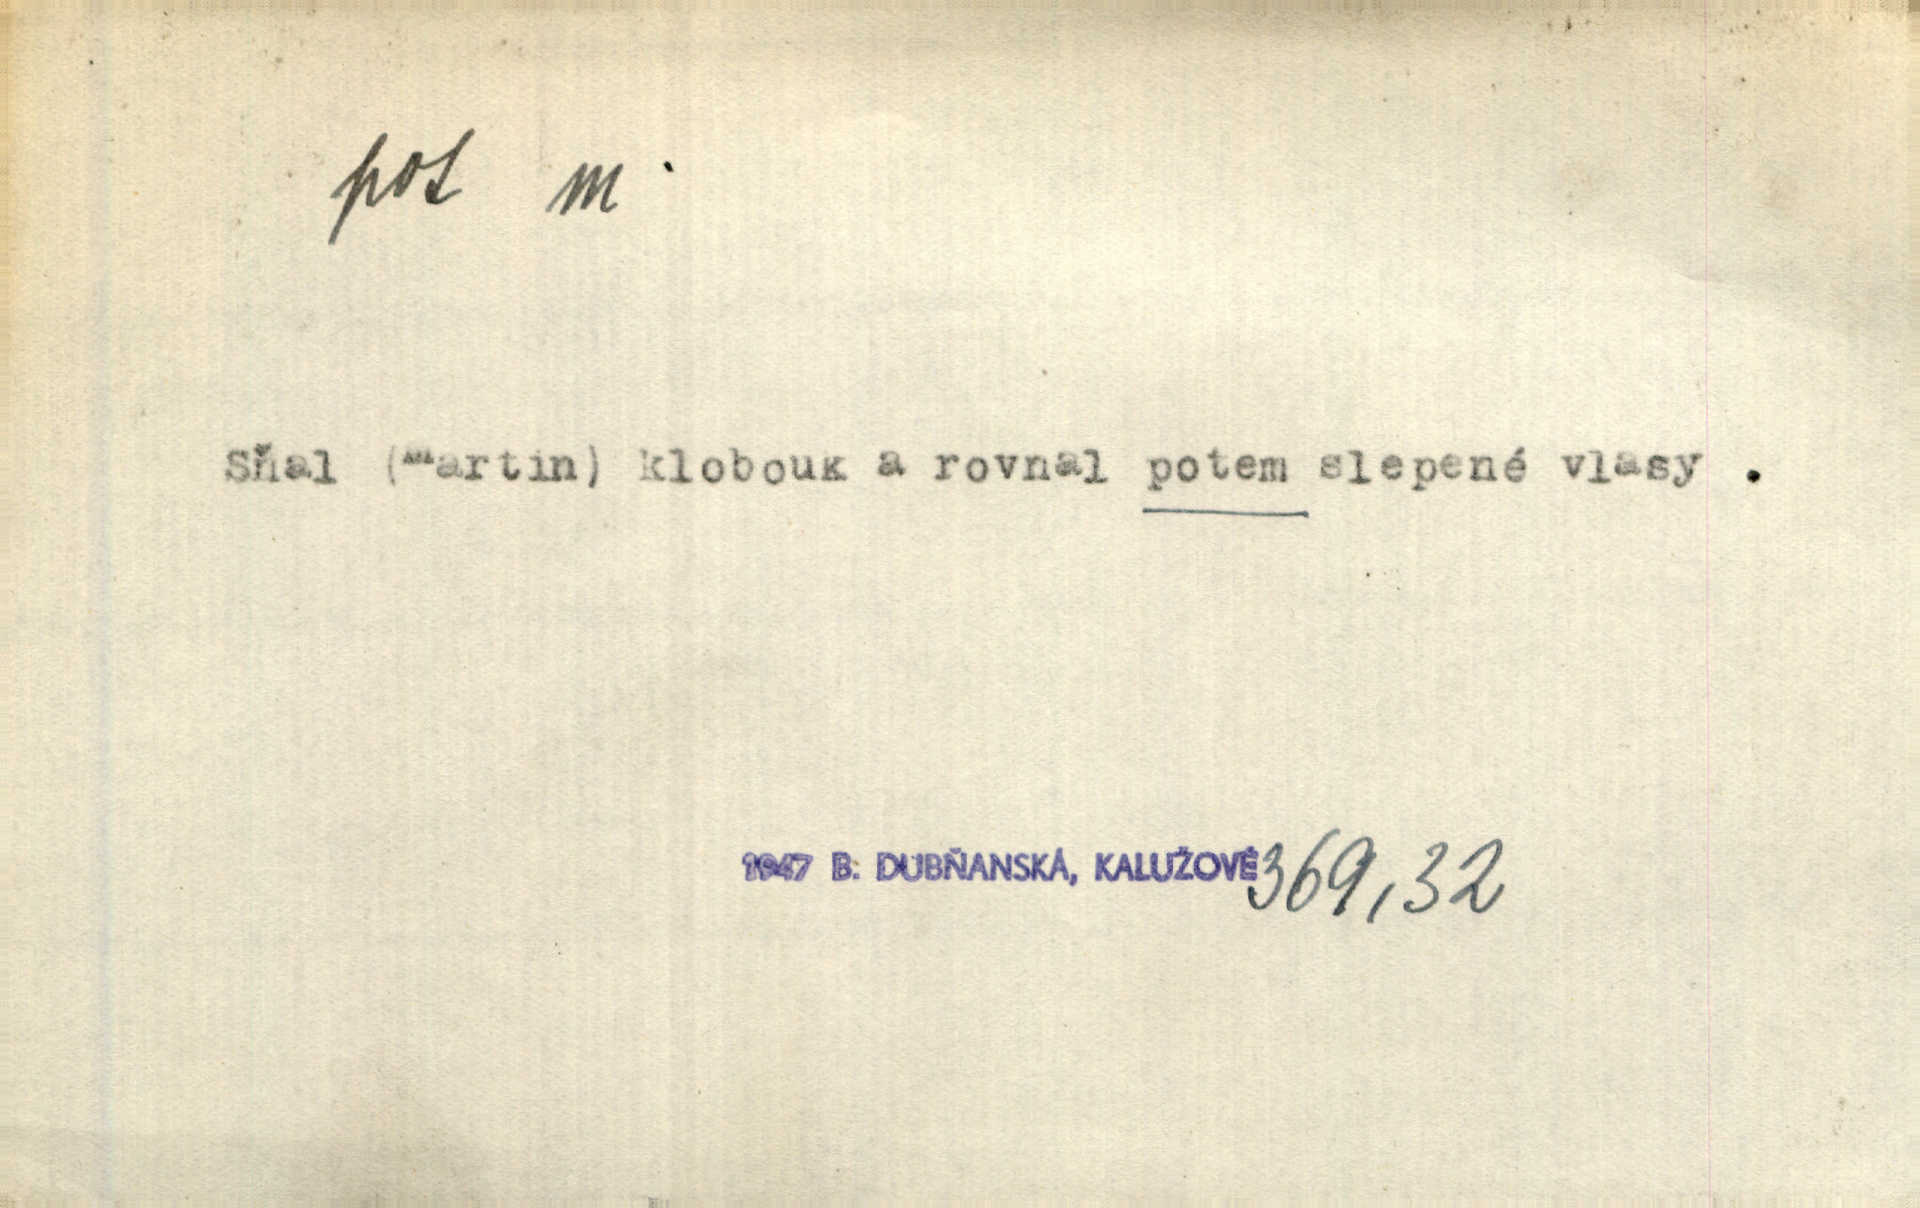 pot m.
Sňal (Martin) klobouk a rovnal potem slepené vlasy .
1947 B. DUBŇANSKÁ, KALUŽOVÉ 369,32